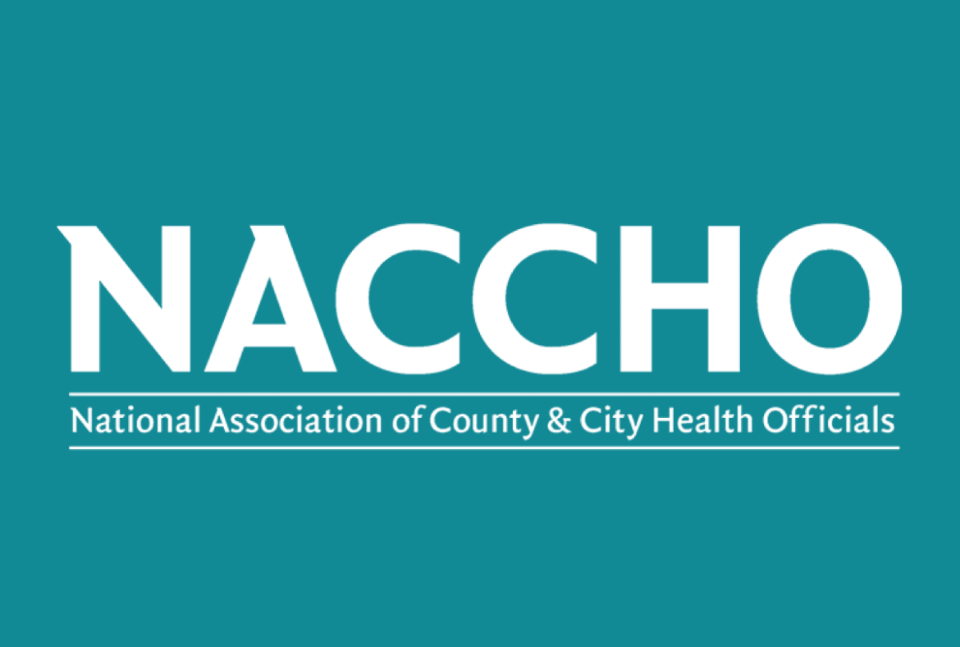 NACCHO
National Association of County & City Health Officials